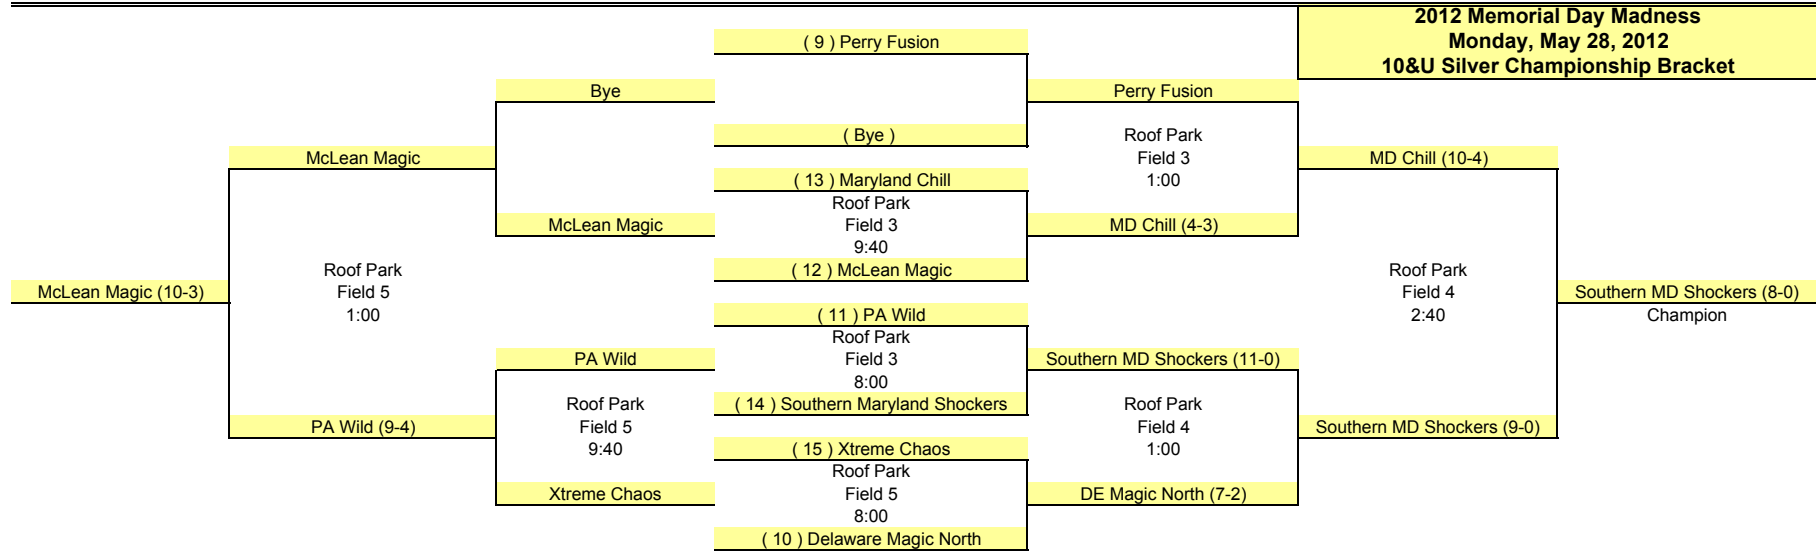 2012 Memorial Day Madness
Monday, May 28, 2012
10&U Silver Championship Bracket
( 9 ) Perry Fusion
Bye
Perry Fusion
( Bye )
Roof Park
Field 3
1:00
McLean Magic
MD Chill (10-4)
( 13 ) Maryland Chill
Roof Park
Field 3
9:40
McLean Magic
MD Chill (4-3)
( 12 ) McLean Magic
Roof Park
Field 5
1:00
McLean Magic (10-3)
Roof Park
Field 4
2:40
Southern MD Shockers (8-0)
Champion
( 11 ) PA Wild
Roof Park
Field 3
8:00
PA Wild
Southern MD Shockers (11-0)
( 14 ) Southern Maryland Shockers
Roof Park
Field 5
9:40
Roof Park
Field 4
1:00
PA Wild (9-4)
Southern MD Shockers (9-0)
( 15 ) Xtreme Chaos
Roof Park
Field 5
8:00
Xtreme Chaos
DE Magic North (7-2)
( 10 ) Delaware Magic North